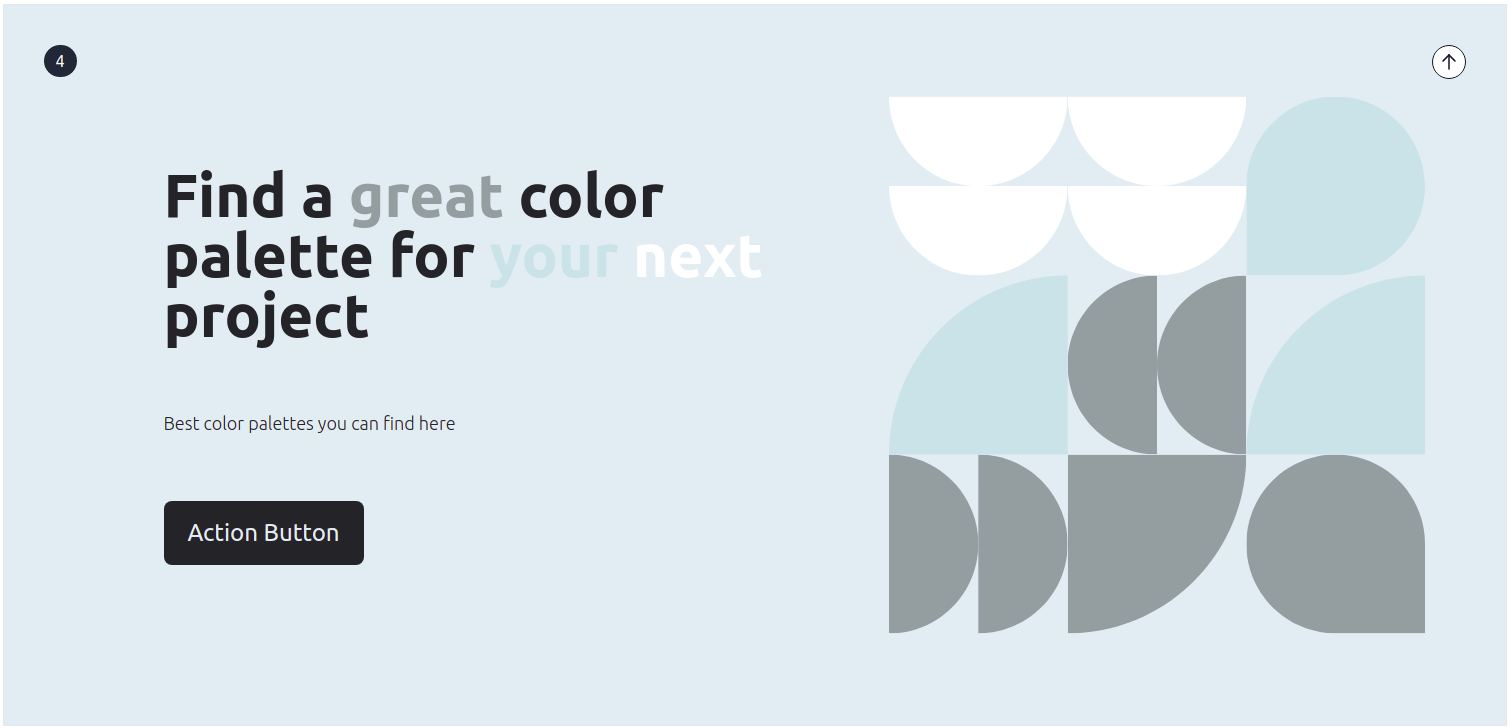 4
Find a great color
palette for your next
project
Best color palettes you can find here
Action Button